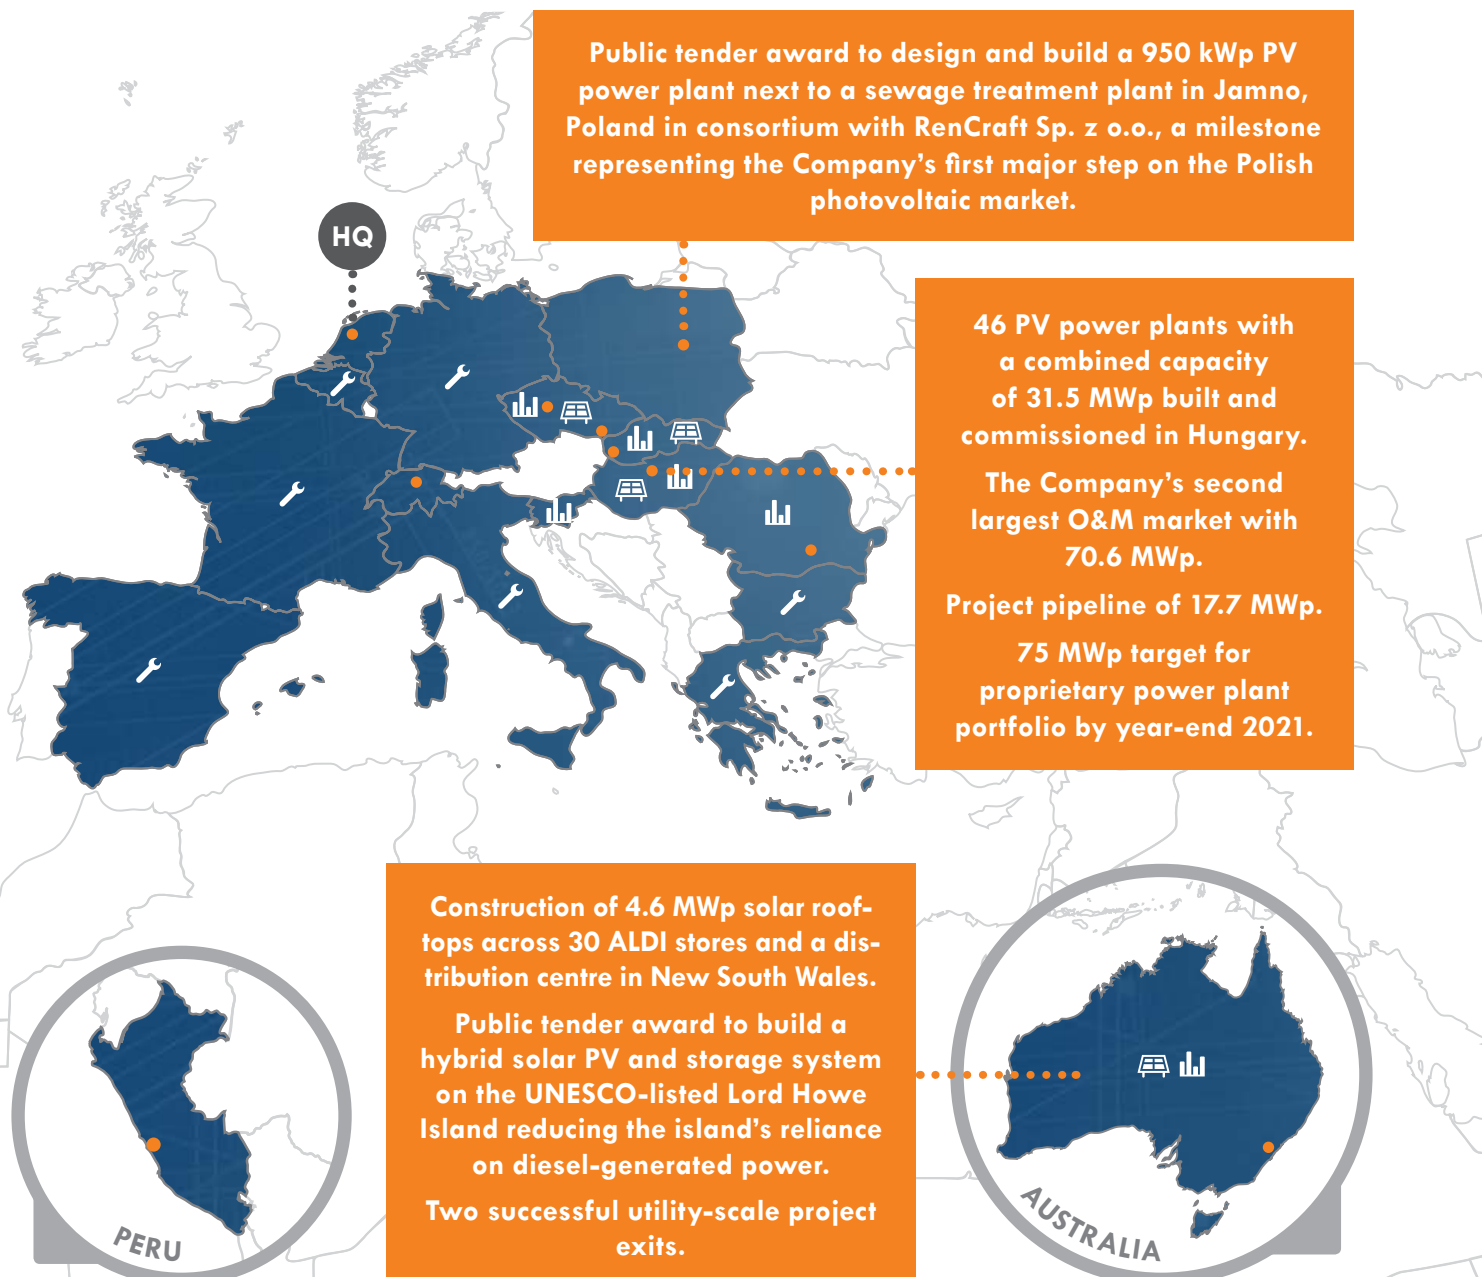 Public tender award to design and build a 950 kWp PV
power plant next to a sewage treatment plant in Jamno,
Poland in consortium with RenCraft Sp. z o.o., a milestone
representing the Company's first major step on the Polish
photovoltaic market.
HQ
46 PV power plants with
a combined capacity
of 31.5 MWp built and
commissioned in Hungary.
The Company's second
largest O&M market with
70.6 MWp.
Project pipeline of 17.7 MWp.
75 MWp target for
proprietary power plant
portfolio by year-end 2021.
Construction of 4.6 MWp solar roof-
tops across 30 ALDI stores and a dis-
tribution centre in New South Wales.
Public tender award to build a
hybrid solar PV and storage system
on the UNESCO-listed Lord Howe
Island reducing the island's reliance
on diesel-generated power.
Two successful utility-scale project
exits.
PERU
AUSTRALIA